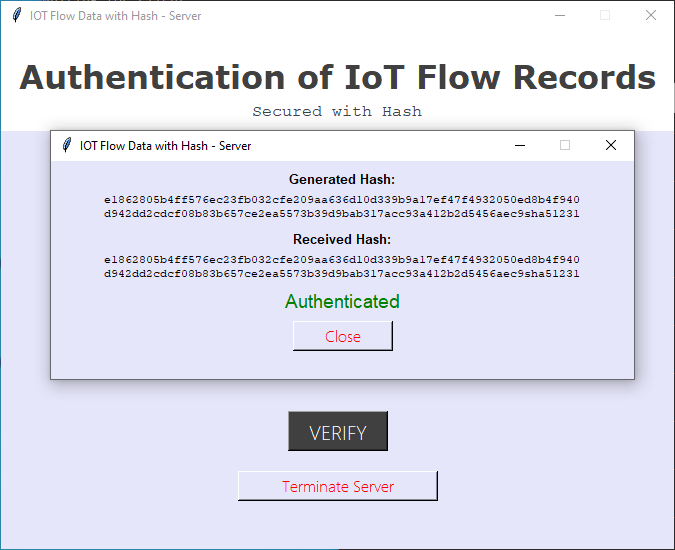 IOT Flow Data with Hash - Server
Authentication of IoT Flow Records
Secured with Hash
IOT Flow Data with Hash - Server
Generated Hash:
e1862805b4ff576ec23fb032cfe209aa636d10d339b9a17ef47f4932050ed8b4f940
d942dd2cdcf08b83b657ce2ea5573b39d9bab317acc93a412b2d5456aec9sha51231
Received Hash:
e1862805b4ff576ec23fb032cfe209aa636d10d339b9a17ef47f4932050ed8b4f940
d942dd2cdcf08b83b657ce2ea5573b39d9bab317acc93a412b2d5456aec9sha51231
Authenticated
Close
VERIFY
Terminate Server